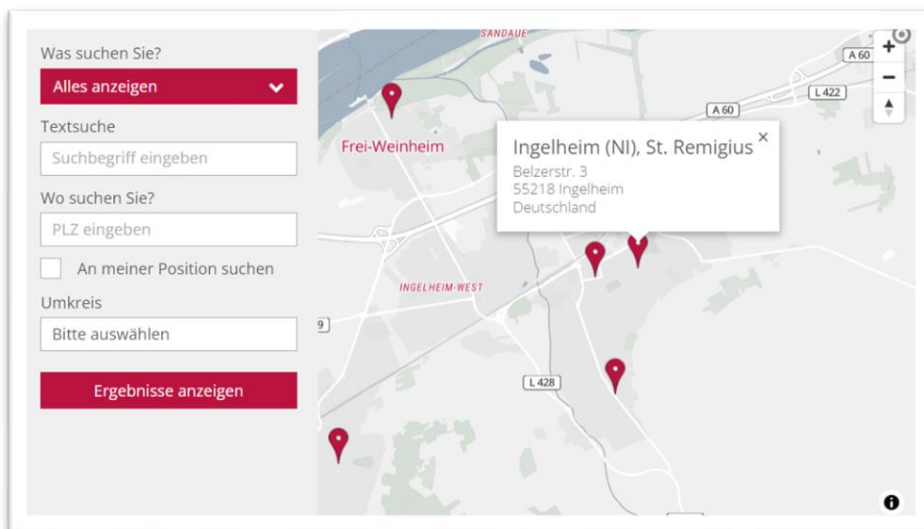 Was suchen Sie?
Alles anzeigen
Textsuche
Suchbegriff eingeben
Wo suchen Sie?
PLZ eingeben
An meiner Position suchen
Umkreis
Bitte auswählen
Ergebnisse anzeigen
SANDAUE
A 60
L 422
A 60
Frei-Weinheim
Ingelheim (NI), St. Remigius ×
Belzerstr. 3
55218 Ingelheim
Deutschland
INGELHEIM-WEST
9
L 428